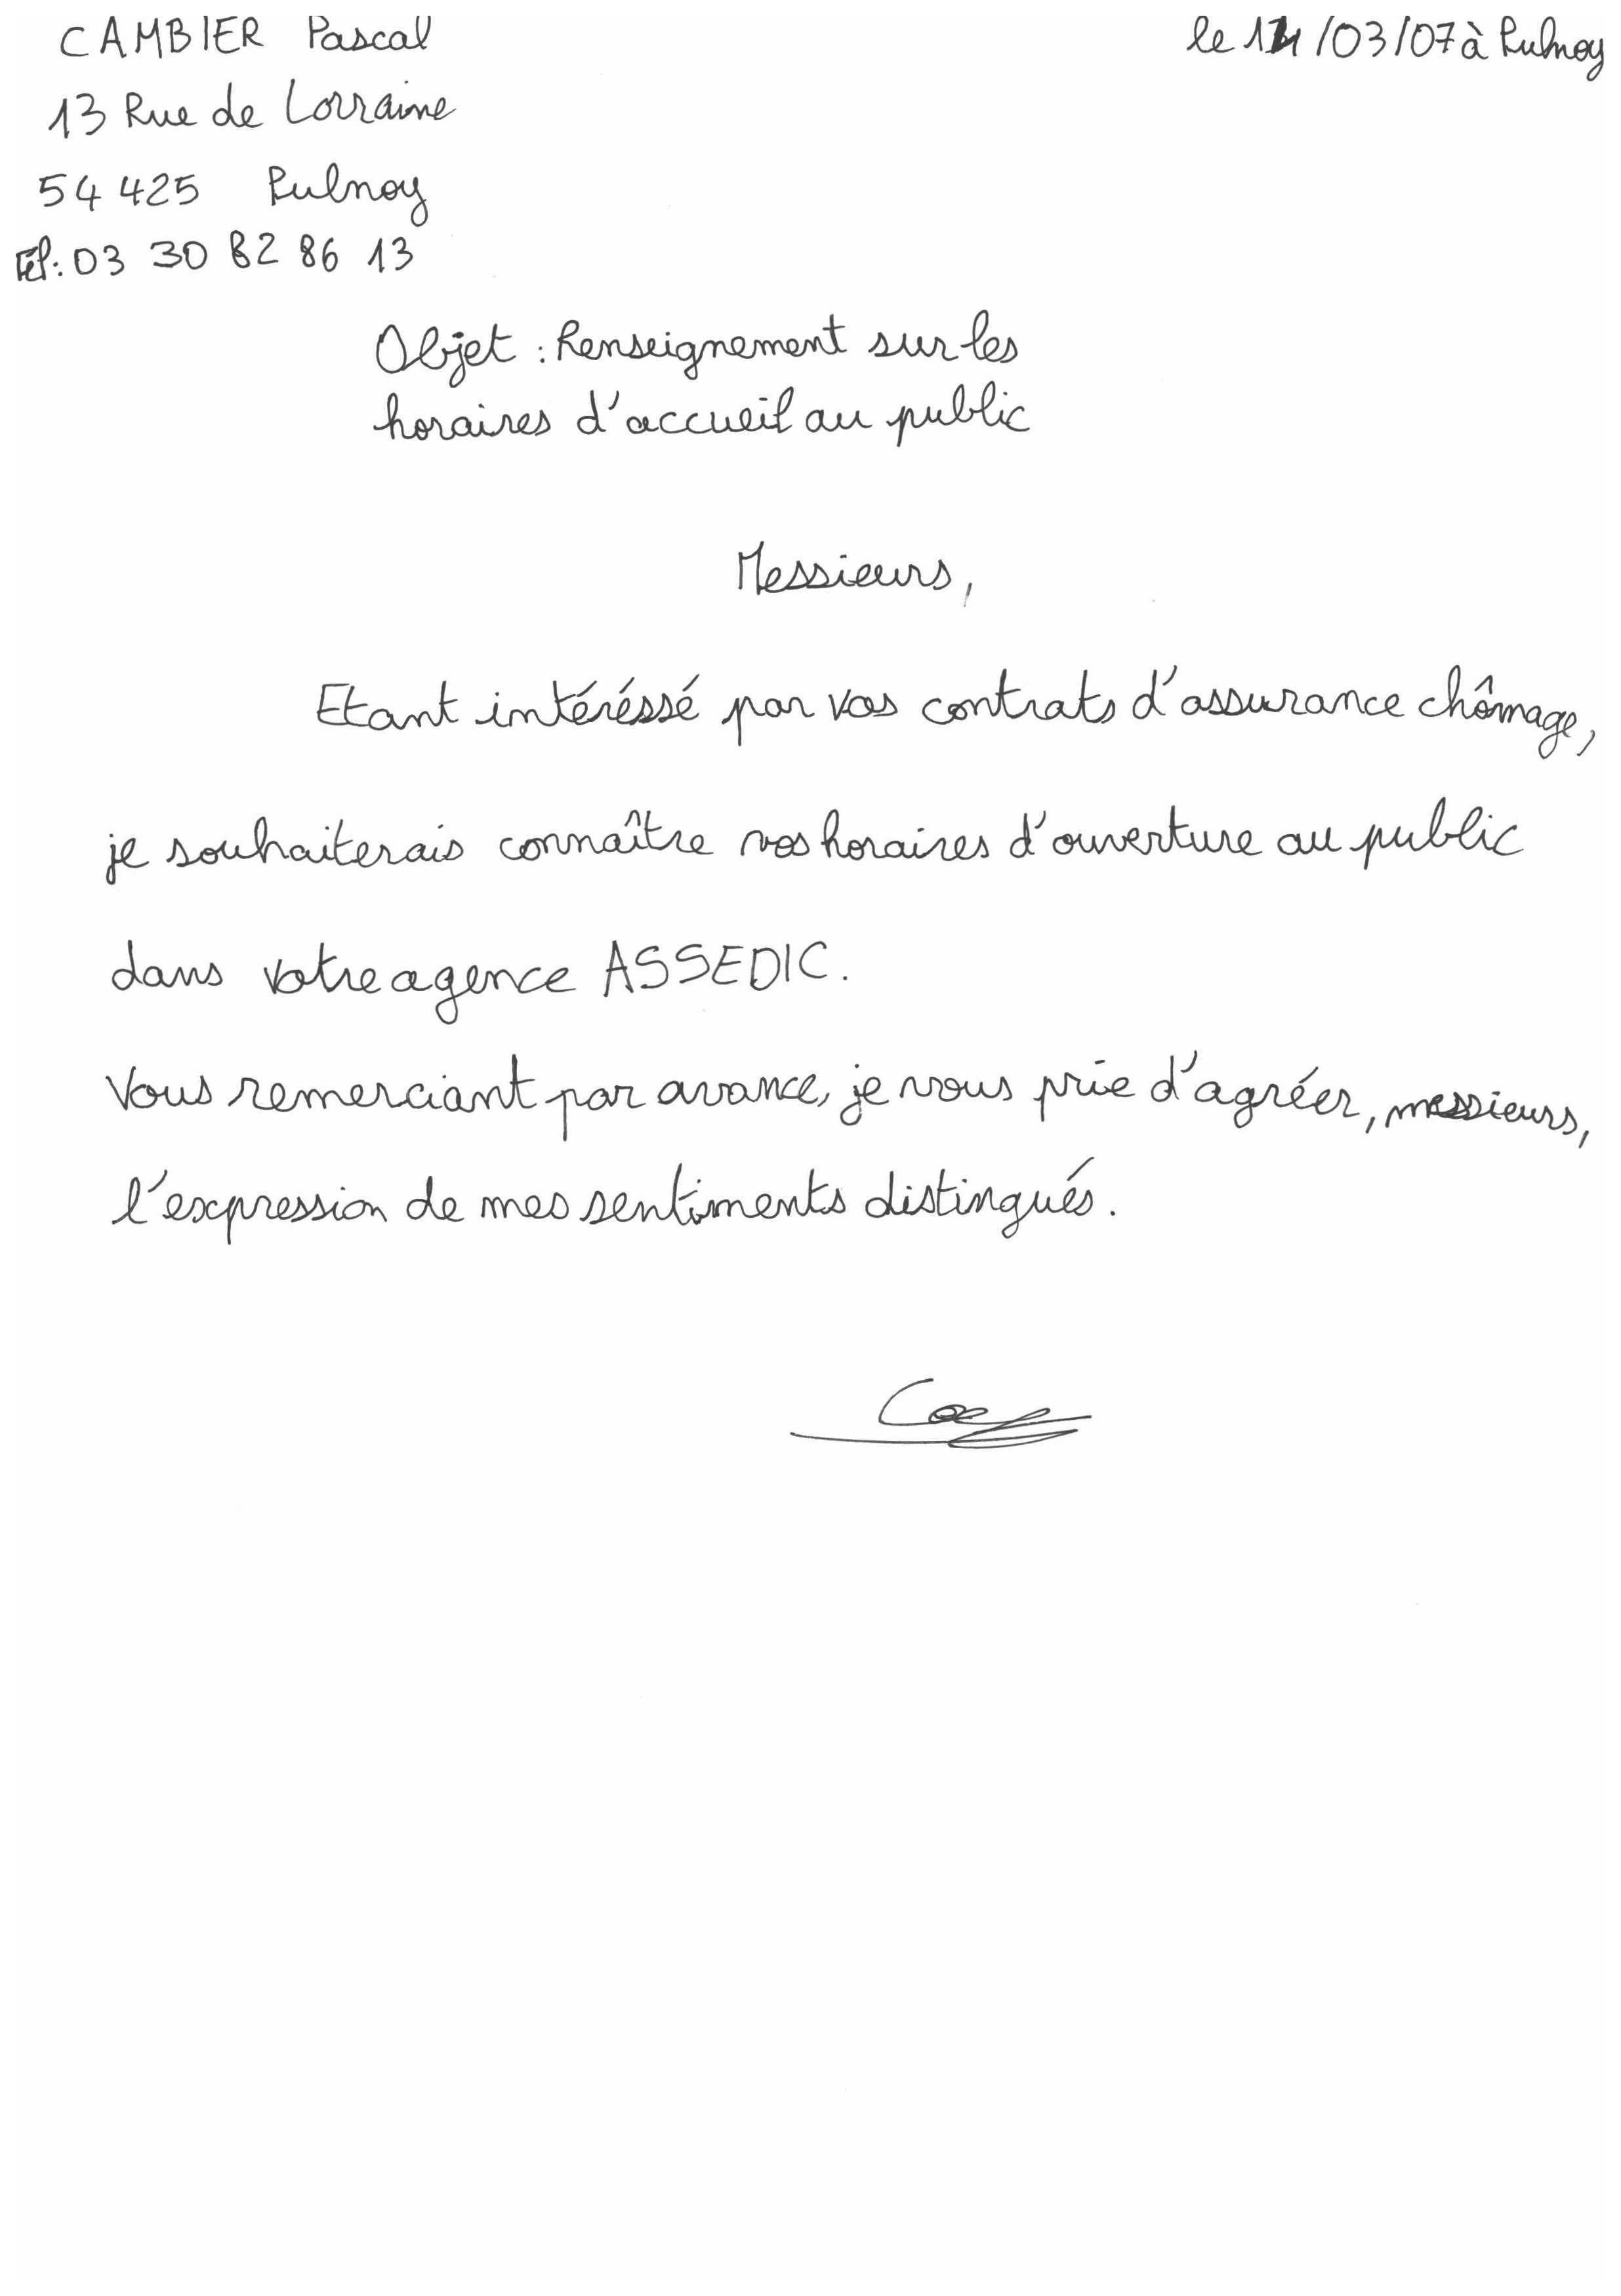 CAMBIER Pascal
le /03/07 à Pulnoy
13 Rue de Lorraine
54 425 Pulnoy
Tél: 03 30 82 86 13
Objet : Renseignement sur les
horaires d'accueil au public
Messieurs,
Etant intéréssé par vos contrats d'assurance chômage,
je souhaiterais connaître vos horaires d'ouverture au public
dans votre agence ASSEDIC.
Vous remerciant par avance, je vous prie d'agréer, messieurs,
l'expression de mes sentiments distingués.